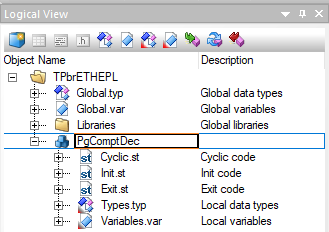 Logical View
Object Name Description
TPbrETHEPL
Global.typ Global data types
Global.var Global variables
Libraries Global libraries
PgComptDec
Cyclic.st Cyclic code
Init.st Init code
Exit.st Exit code
Types.typ Local data types
Variables.var Local variables